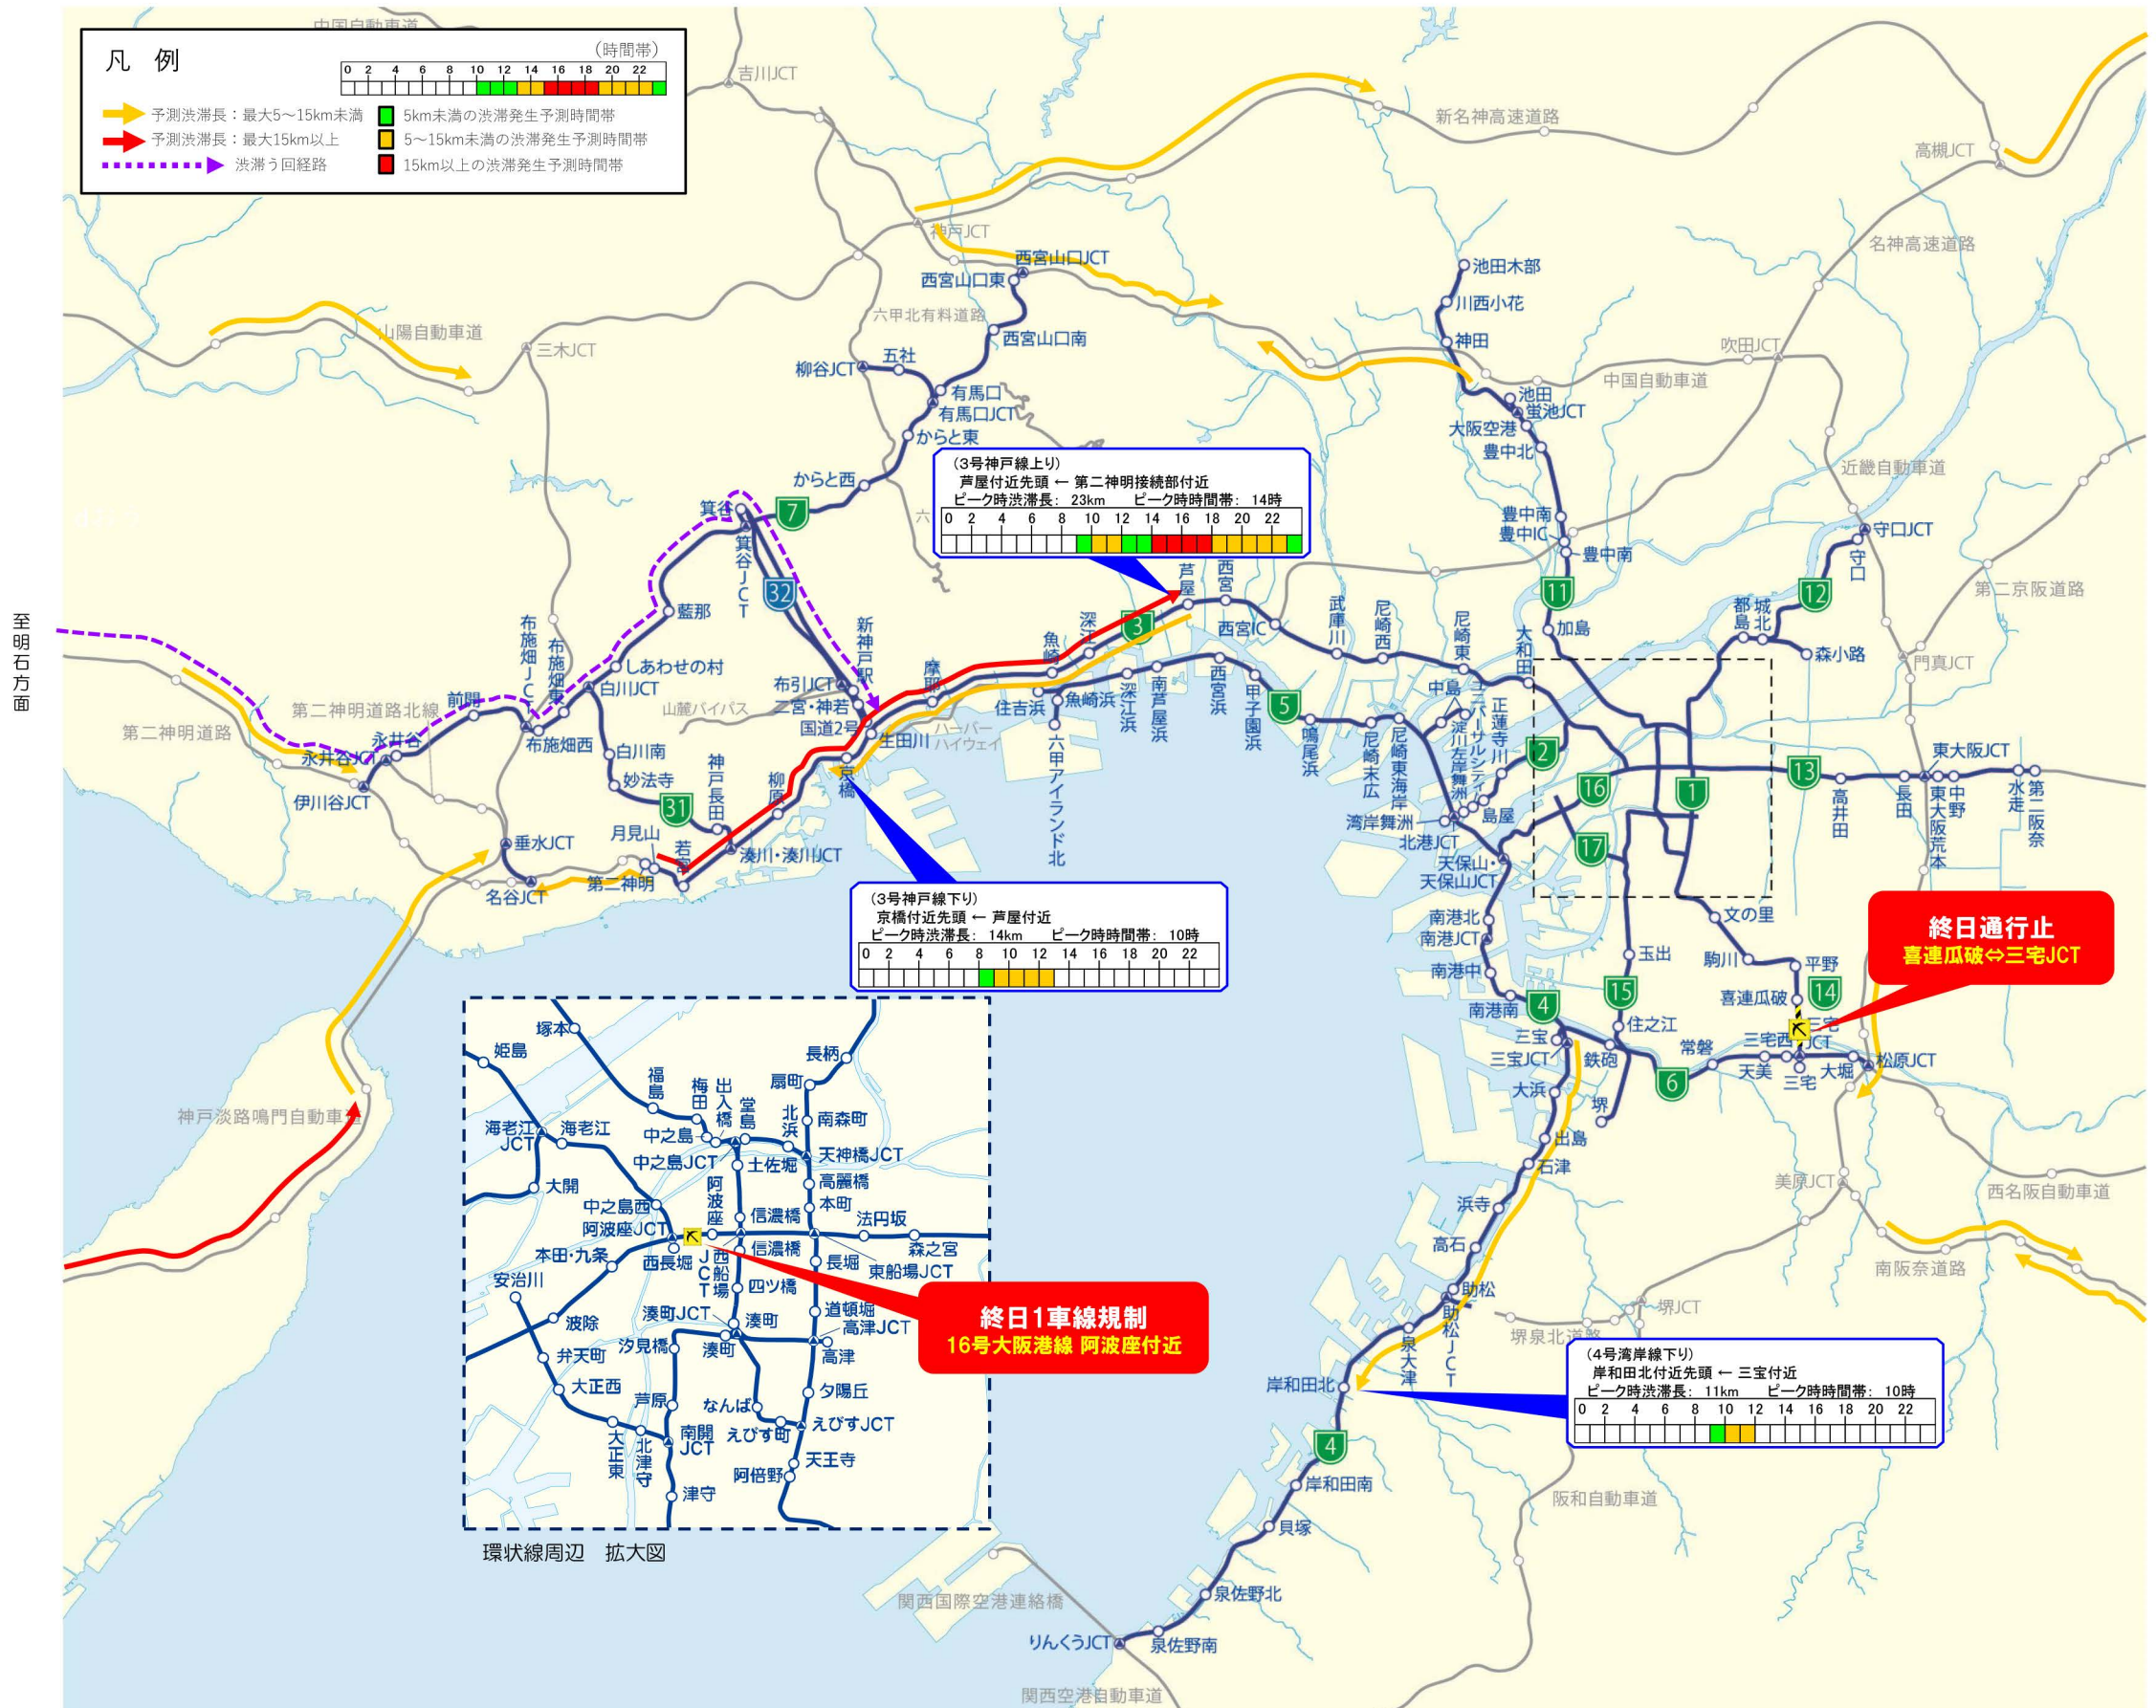 中国自動車道
凡 例
（時間帯）
0 2 4 6 8 10 12 14 16 18 20 22
予測渋滞長：最大5～15km未満
5km未満の渋滞発生予測時間帯
予測渋滞長：最大15km以上
5～15km未満の渋滞発生予測時間帯
渋滞う回経路
15km以上の渋滞発生予測時間帯
吉川JCT
新名神高速道路
高槻JCT
神戸JCT
名神高速道路
西宮山口JCT
西宮山口東
池田木部
川西小花
六甲北有料道路
西宮山口南
神田
山陽自動車道
三木JCT
吹田JCT
中国自動車道
柳谷JCT
五社
有馬口
有馬口JCT
池田
蛍池JCT
大阪空港
豊中北
からと東
からと西
近畿自動車道
（3号神戸線上り）
芦屋付近先頭 ← 第二神明接続部付近
ピーク時渋滞長： 23km ピーク時時間帯： 14時
0 2 4 6 8 10 12 14 16 18 20 22
箕谷
7
六
豊中南
豊中IC
豊中南
守口JCT
守口
箕谷JCT
32
芦屋
西宮
11
12
第二京阪道路
至明石方面
藍那
布施畑JCT
布施畑東
新神戸駅
深江
3
西宮IC
武庫川
尼崎西
尼崎東
大和田
加島
都島
城北
森小路
門真JCT
しあわせの村
白川JCT
布引JCT
摩耶
魚崎
二宮・神若
国道2号
生田川
ハーバー
ハイウェイ
山麓バイパス
住吉浜
魚崎浜
深江浜
南芦屋浜
西宮浜
甲子園浜
5
鳴尾浜
尼崎末広
尼崎東海岸
中島
ユニバーサルシティ
淀川左岸舞洲
正蓮寺川
2
前開
第二神明道路北線
第二神明道路
永井谷
永井谷JCT
布施畑西
伊川谷JCT
白川南
妙法寺
31
神戸長田
柳原
京橋
六甲アイランド北
湾岸舞洲
北港JCT
島屋
16
1
13
東大阪JCT
高井田
長田
東大阪荒本
中野
水走
第二阪奈
垂水JCT
名谷JCT
月見山
第二神明
若宮
湊川・湊川JCT
天保山・
天保山JCT
17
（3号神戸線下り）
京橋付近先頭 ← 芦屋付近
ピーク時渋滞長： 14km ピーク時時間帯： 10時
0 2 4 6 8 10 12 14 16 18 20 22
南港北
南港JCT
南港中
南港南
4
文の里
駒川
平野
玉出
15
喜連瓜破
14
終日通行止
喜連瓜破⇔三宅JCT
住之江
三宝
三宝JCT
鉄砲
常磐
三宅西
三宅
JCT
6
天美
三宅
大堀
松原JCT
大浜
堺
出島
石津
浜寺
高石
助松
助松JCT
泉大津
美原JCT
西名阪自動車道
南阪奈道路
堺JCT
堺泉北道路
神戸淡路鳴門自動車道
塚本
姫島
長柄
福島
梅田
出入橋
堂島
扇町
北浜
南森町
海老江
JCT
海老江
中之島
中之島JCT
土佐堀
天神橋JCT
高麗橋
大開
中之島西
阿波座
本町
信濃橋
法円坂
阿波座JCT
本田・九条
西長堀
西船場
JCT
信濃橋
森之宮
長堀
東船場JCT
安治川
四ツ橋
波除
湊町JCT
湊町
道頓堀
高津JCT
汐見橋
湊町
高津
弁天町
大正西
芦原
なんば
夕陽丘
えびす町
えびすJCT
大正東
北津守
南開
JCT
阿倍野
天王寺
津守
終日1車線規制
16号大阪港線 阿波座付近
環状線周辺 拡大図
（4号湾岸線下り）
岸和田北付近先頭 ← 三宝付近
ピーク時渋滞長： 11km ピーク時時間帯： 10時
0 2 4 6 8 10 12 14 16 18 20 22
岸和田北
4
岸和田南
貝塚
阪和自動車道
泉佐野北
関西国際空港連絡橋
りんくうJCT
泉佐野南
関西空港自動車道